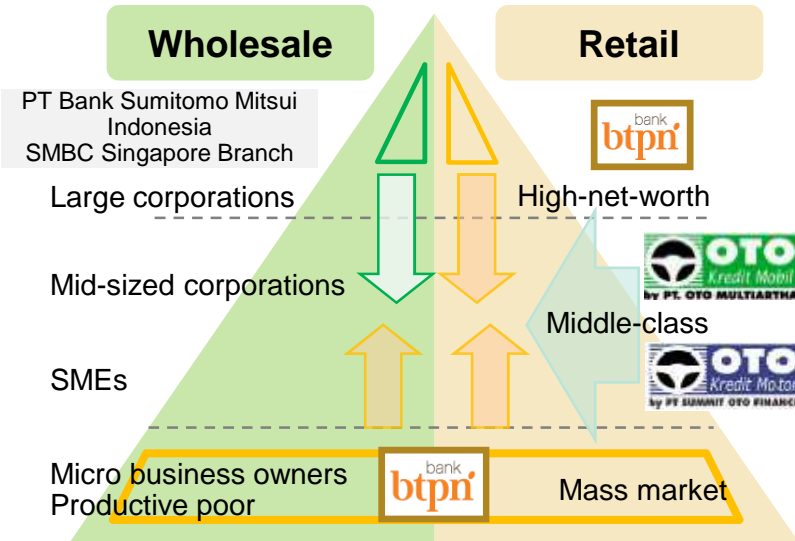 Wholesale
Retail
PT Bank Sumitomo Mitsui
Indonesia
SMBC Singapore Branch
bank
btpn
Large corporations
High-net-worth
OTO
Kredit Mobil
by PT. OTO MULTIARTHA
Mid-sized corporations
Middle-class
OTO
Kredit Motor
by PT SUMMIT OTO FINANCE
SMEs
Micro business owners
Productive poor
bank
btpn
Mass market